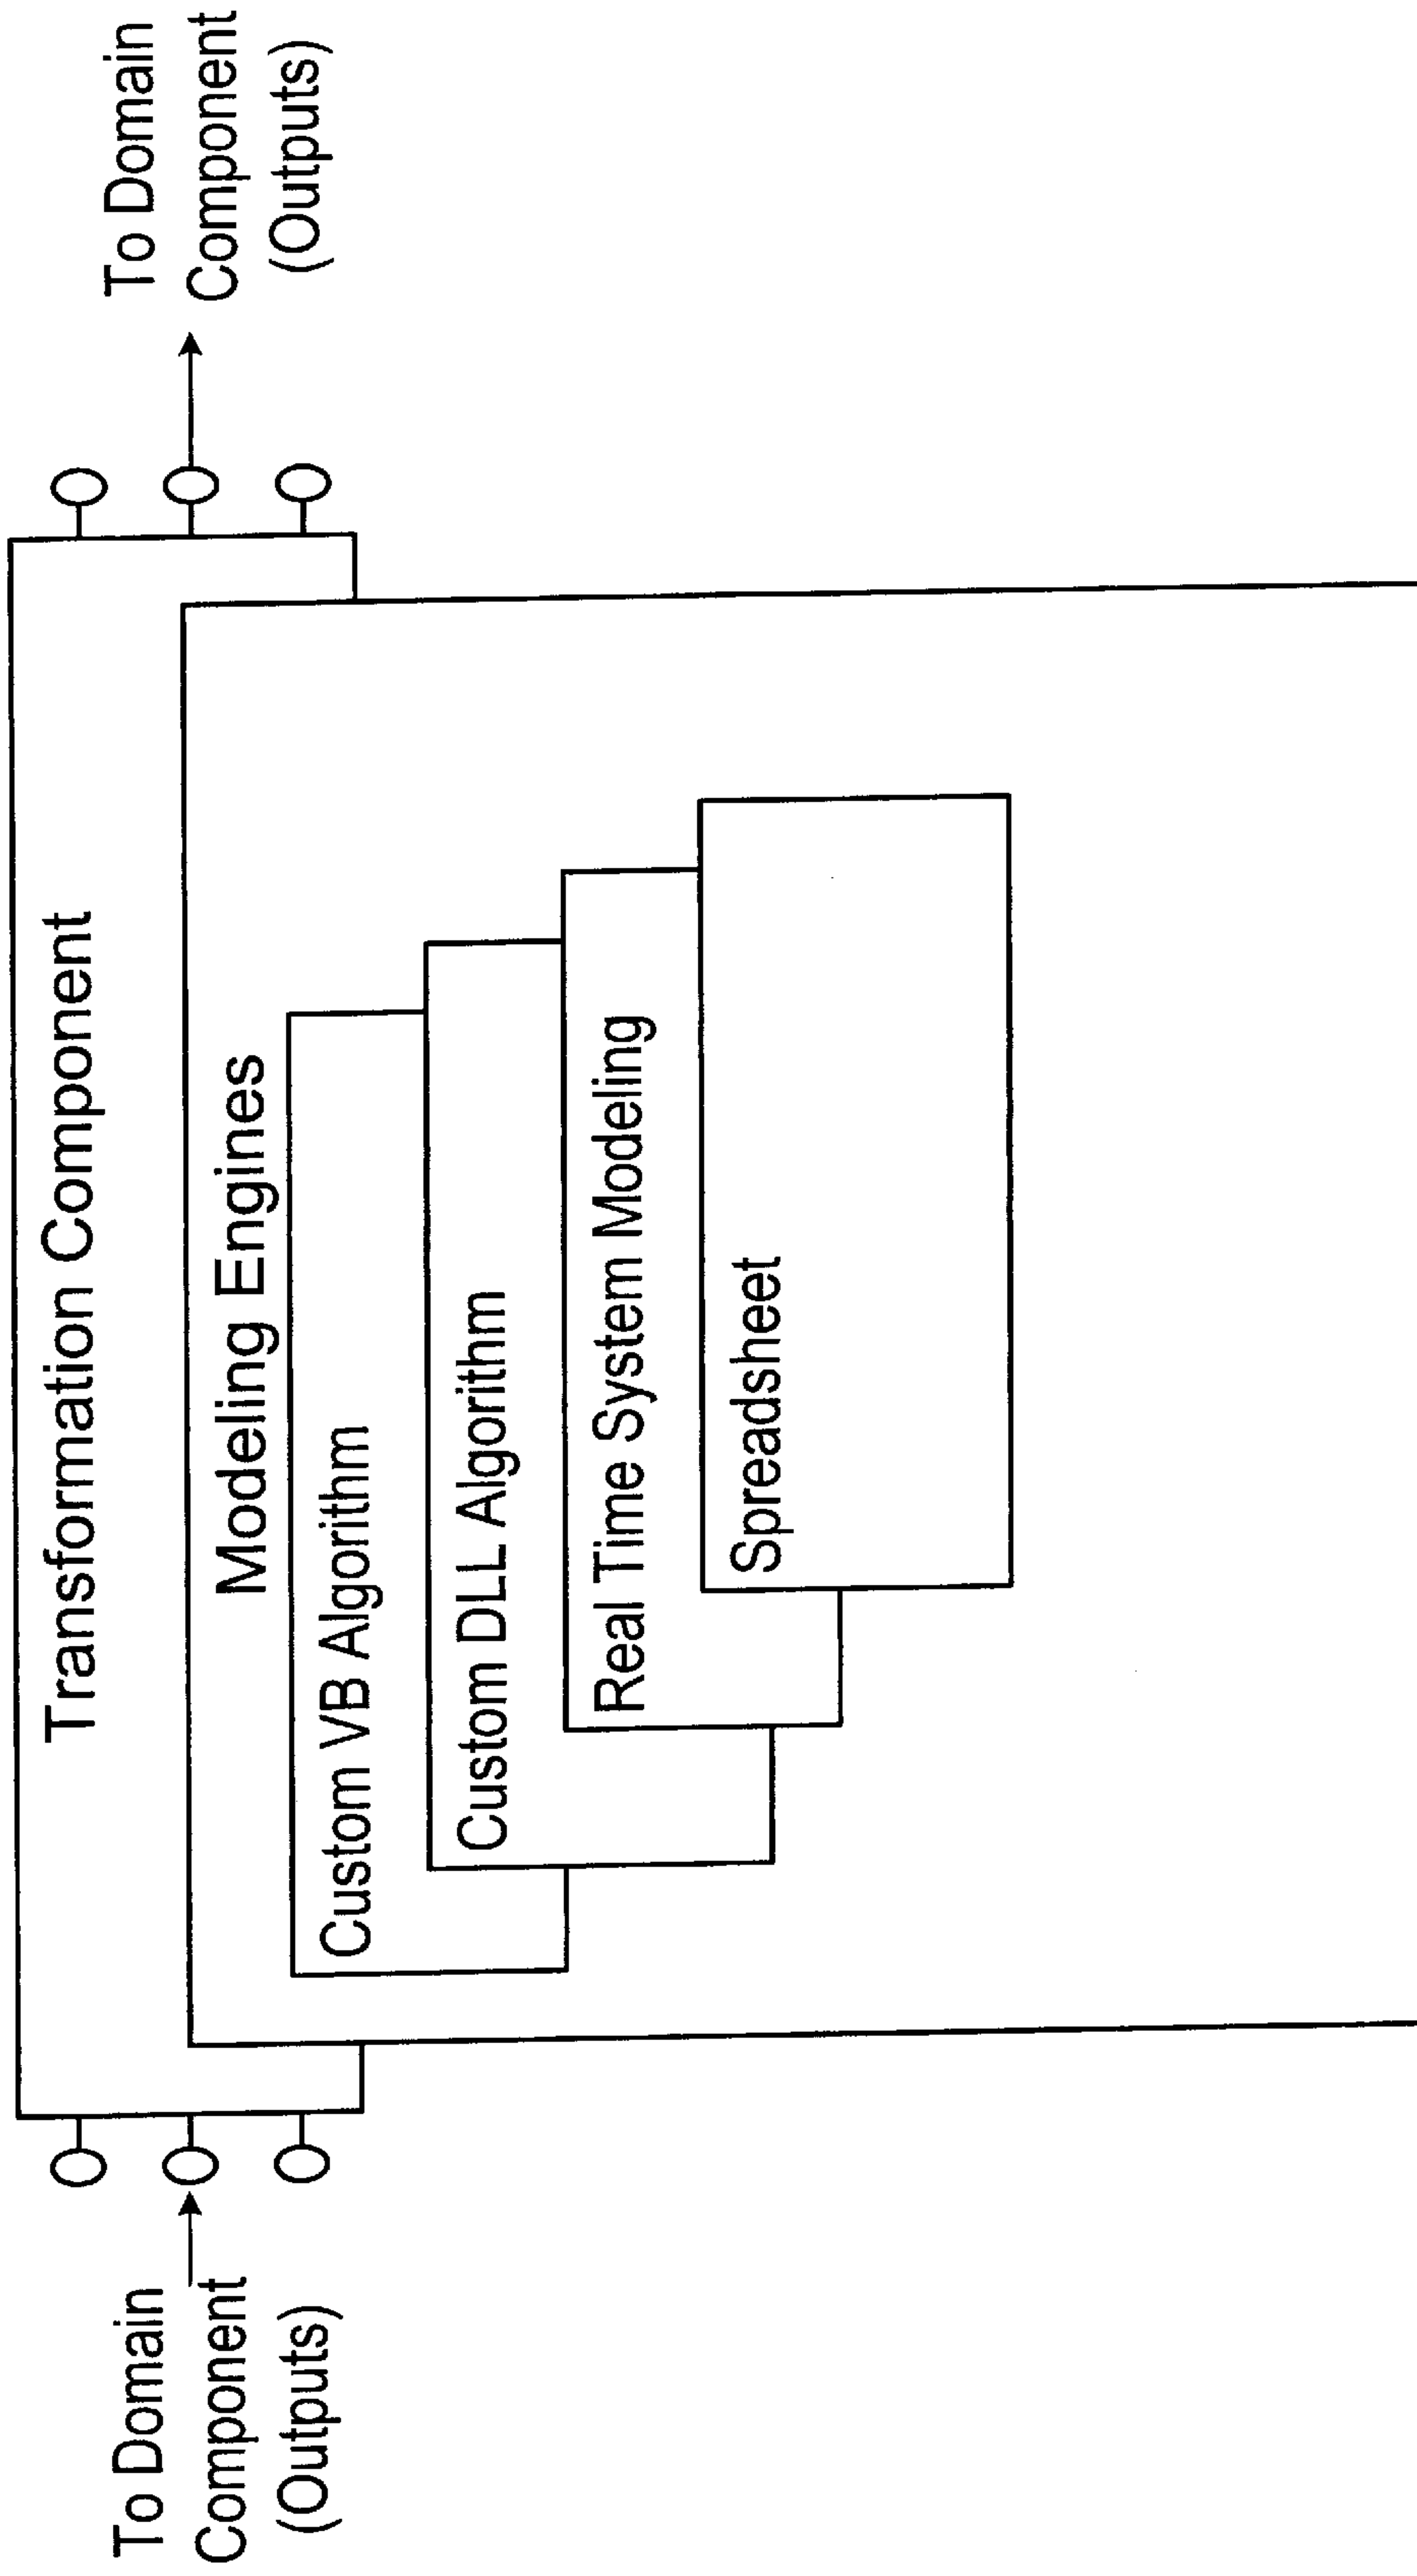 Transformation Component
To Domain
Component
(Outputs)
To Domain
Component
(Outputs)
Modeling Engines
Custom VB Algorithm
Custom DLL Algorithm
Real Time System Modeling
Spreadsheet